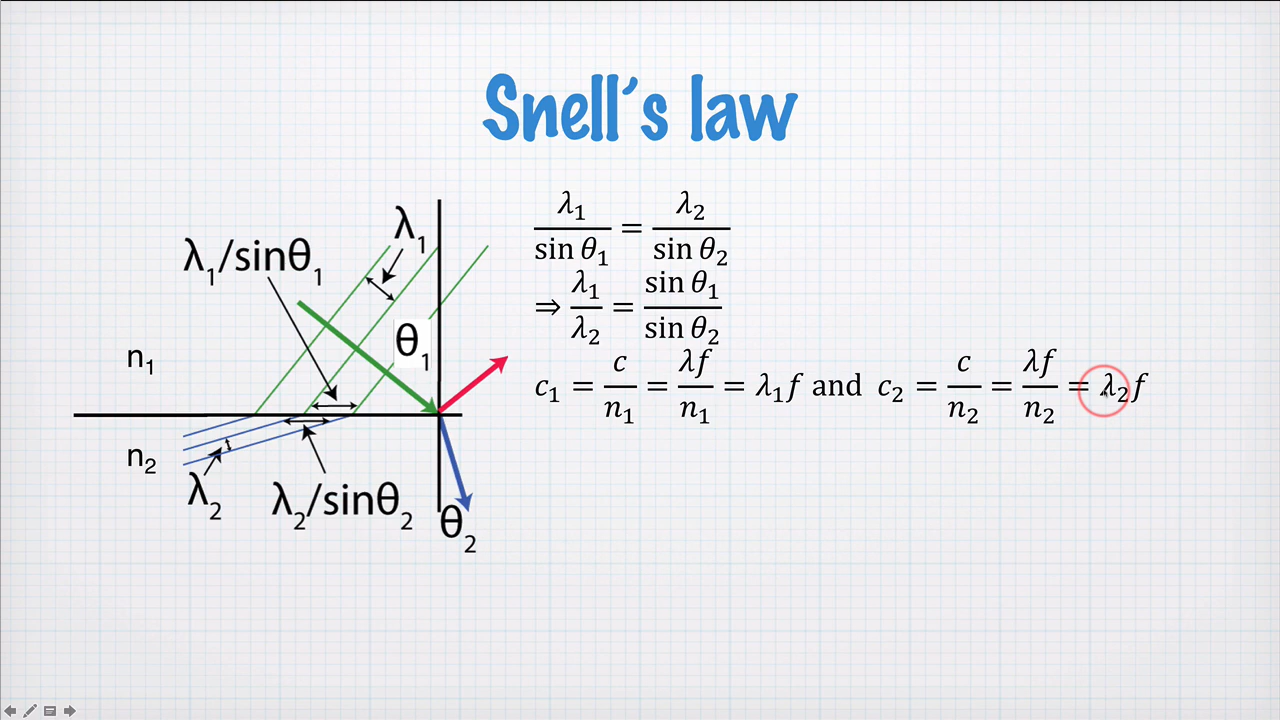 Snell´s law
λ₁/sinθ₁
λ₁
θ₁
n₁
n₂
λ₂
λ₂/sinθ₂
θ₂
λ₁/sin θ₁ = λ₂/sin θ₂
⇒ λ₁/λ₂ = sin θ₁/sin θ₂
c₁ = c/n₁ = λf/n₁ = λ₁f and c₂ = c/n₂ = λf/n₂ = λ₂f